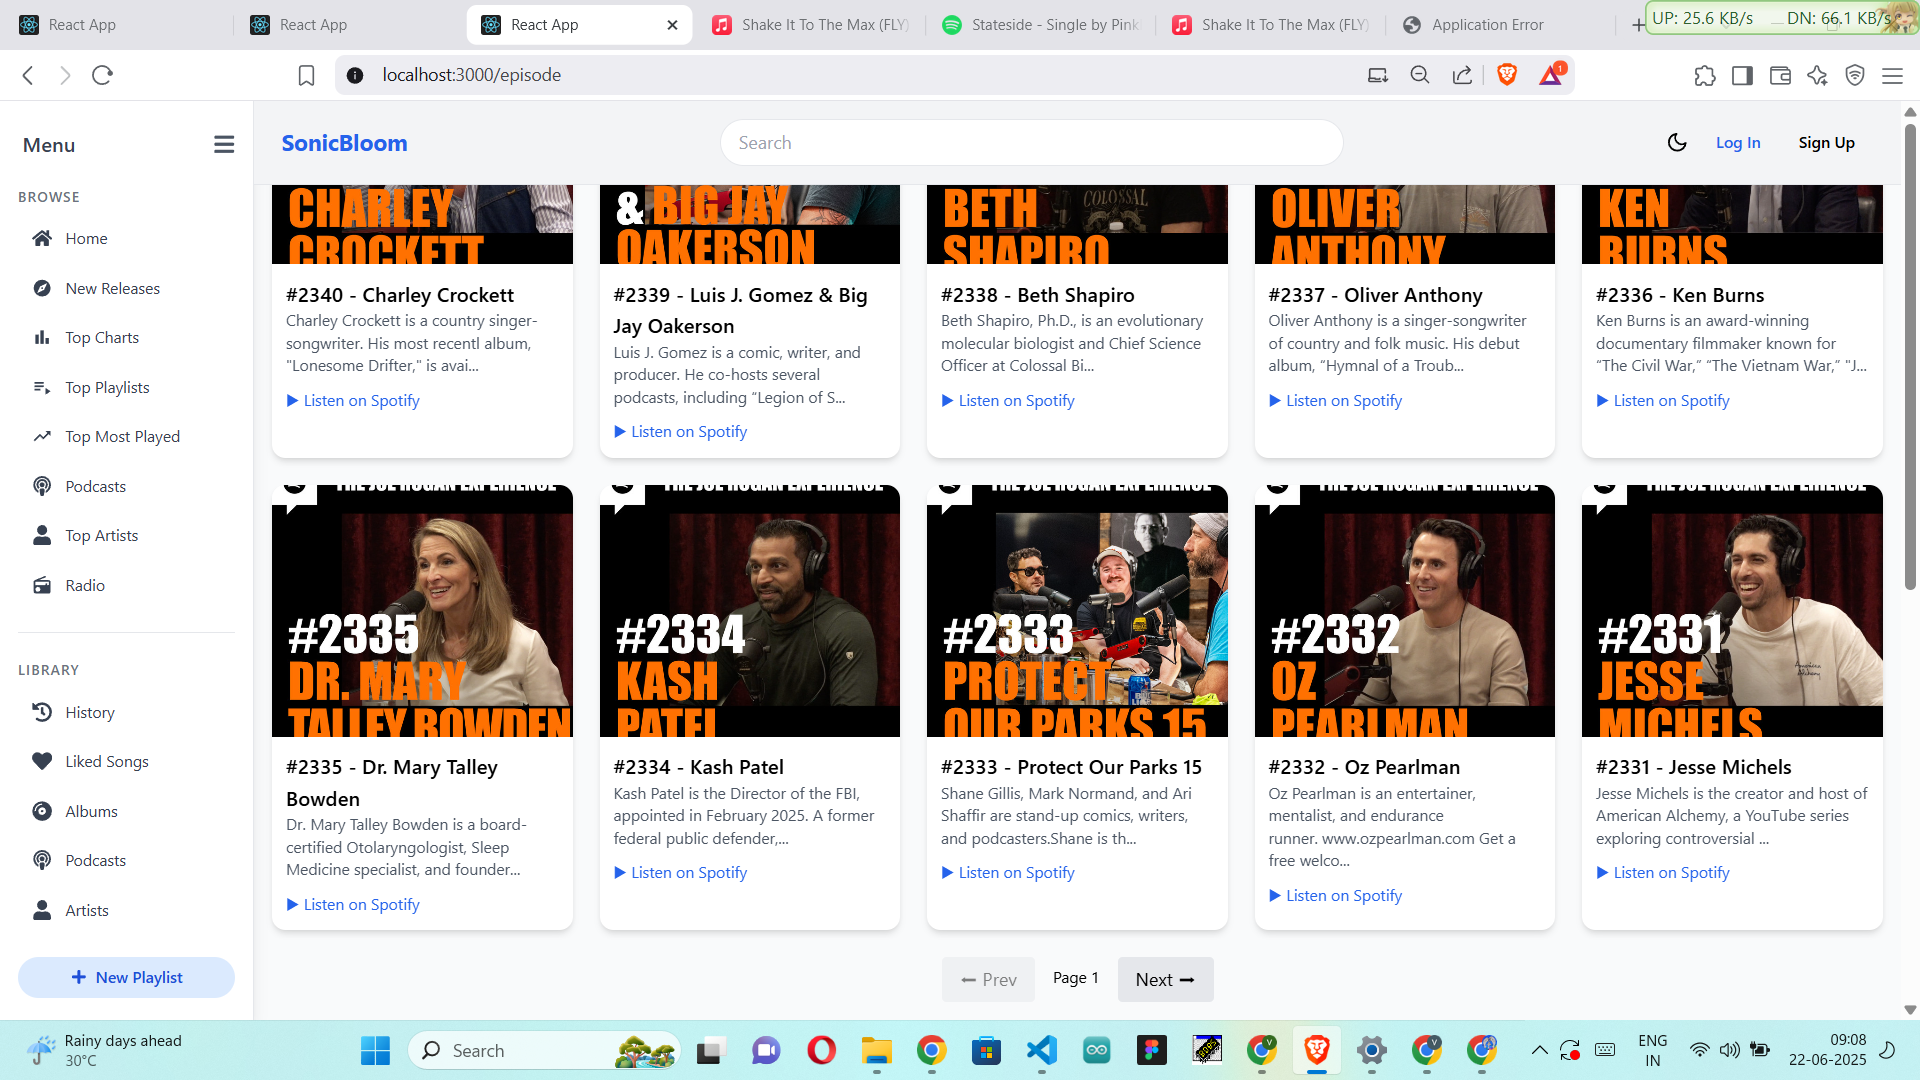 React App
React App
React App
Shake It To The Max (FLY)
Stateside - Single by Pink
Shake It To The Max (FLY)
Application Error
UP: 25.6 KB/s
DN: 66.1 KB/s
localhost:3000/episode
1
Menu
SonicBloom
Search
Log In
Sign Up
BROWSE
Home
New Releases
Top Charts
Top Playlists
Top Most Played
Podcasts
Top Artists
Radio
LIBRARY
History
Liked Songs
Albums
Podcasts
Artists
New Playlist
CHARLEY
CROCKETT
#2340 - Charley Crockett
Charley Crockett is a country singer-
songwriter. His most recentl album,
"Lonesome Drifter," is avai...
Listen on Spotify
& BIG JAY
OAKERSON
#2339 - Luis J. Gomez & Big
Jay Oakerson
Luis J. Gomez is a comic, writer, and
producer. He co-hosts several
podcasts, including “Legion of S...
Listen on Spotify
COLOSSAL
BETH
SHAPIRO
#2338 - Beth Shapiro
Beth Shapiro, Ph.D., is an evolutionary
molecular biologist and Chief Science
Officer at Colossal Bi...
Listen on Spotify
OLIVER
ANTHONY
#2337 - Oliver Anthony
Oliver Anthony is a singer-songwriter
of country and folk music. His debut
album, “Hymnal of a Troub...
Listen on Spotify
KEN
BURNS
#2336 - Ken Burns
Ken Burns is an award-winning
documentary filmmaker known for
“The Civil War,” “The Vietnam War,” "J...
Listen on Spotify
THE JOE ROGAN EXPERIENCE
#2335
DR. MARY
TALLEY BOWDEN
#2335 - Dr. Mary Talley
Bowden
Dr. Mary Talley Bowden is a board-
certified Otolaryngologist, Sleep
Medicine specialist, and founder...
Listen on Spotify
THE JOE ROGAN EXPERIENCE
#2334
KASH
PATEL
#2334 - Kash Patel
Kash Patel is the Director of the FBI,
appointed in February 2025. A former
federal public defender,...
Listen on Spotify
THE JOE ROGAN EXPERIENCE
#2333
PROTECT
OUR PARKS 15
#2333 - Protect Our Parks 15
Shane Gillis, Mark Normand, and Ari
Shaffir are stand-up comics, writers,
and podcasters.Shane is th...
Listen on Spotify
THE JOE ROGAN EXPERIENCE
#2332
OZ
PEARLMAN
#2332 - Oz Pearlman
Oz Pearlman is an entertainer,
mentalist, and endurance
runner. www.ozpearlman.com Get a
free welco...
Listen on Spotify
THE JOE ROGAN EXPERIENCE
American
Alchemy
#2331
JESSE
MICHELS
#2331 - Jesse Michels
Jesse Michels is the creator and host of
American Alchemy, a YouTube series
exploring controversial ...
Listen on Spotify
Prev
Page 1
Next
Rainy days ahead
30°C
Search
ENG
IN
09:08
22-06-2025